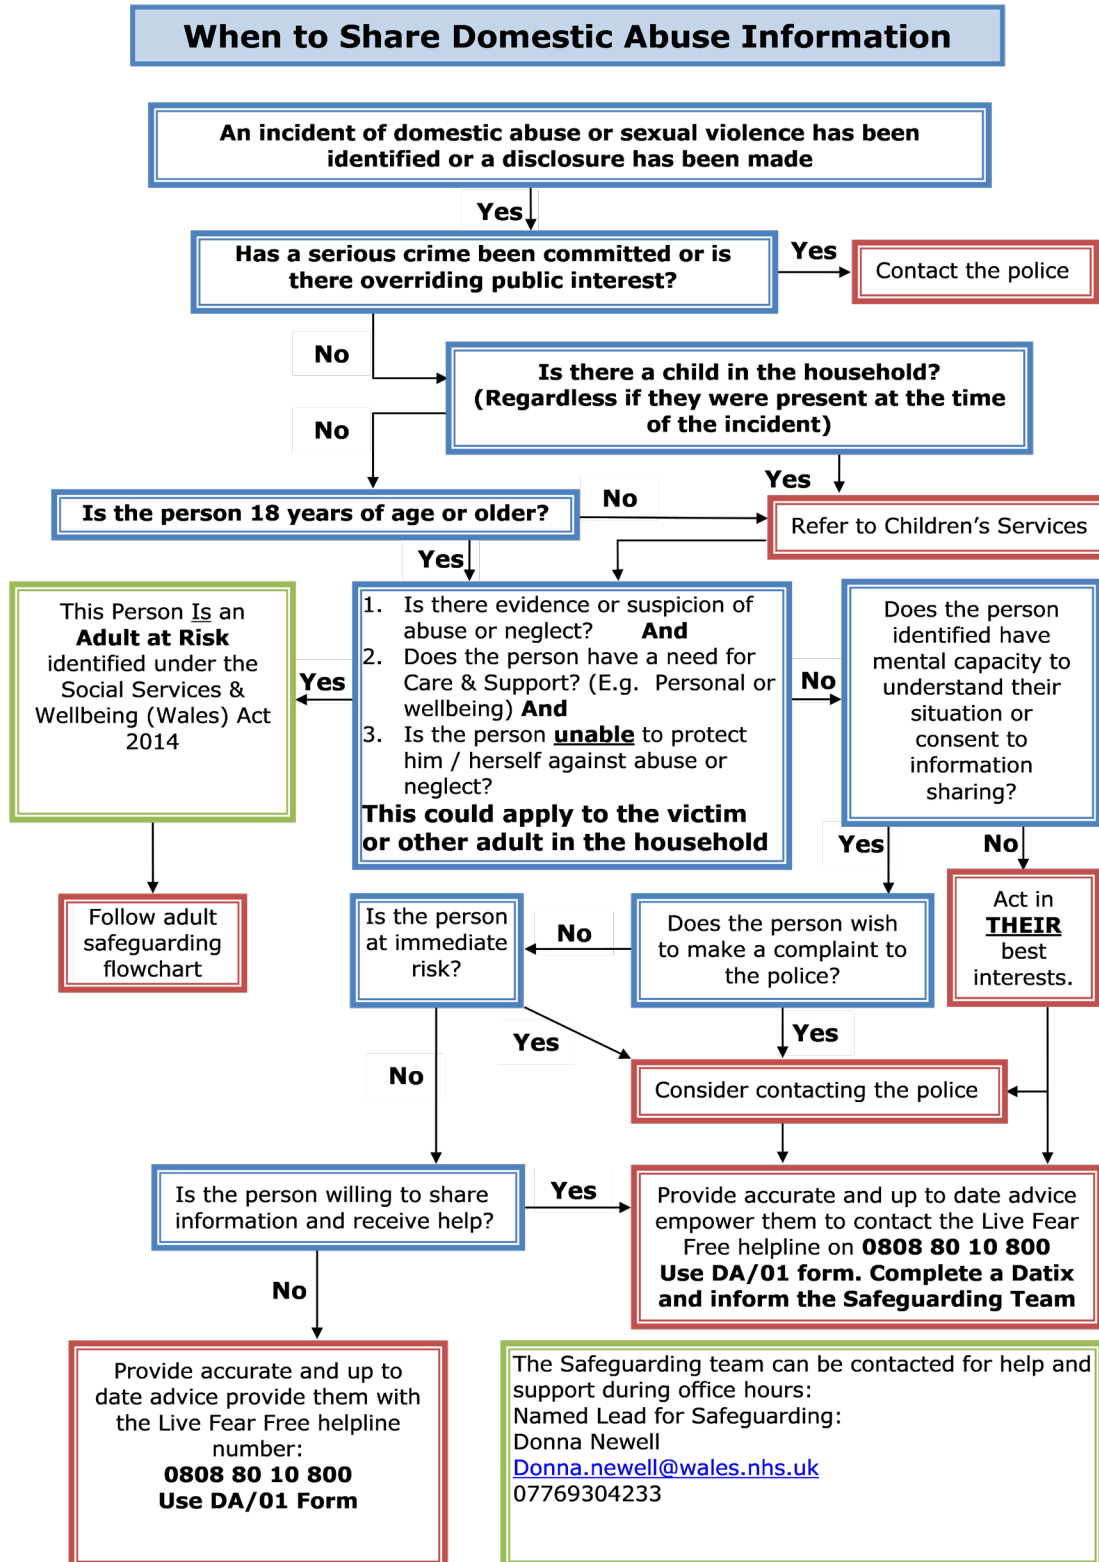 When to Share Domestic Abuse Information
An incident of domestic abuse or sexual violence has been
identified or a disclosure has been made
Yes
Has a serious crime been committed or is
there overriding public interest?
Yes
Contact the police
No
Is there a child in the household?
(Regardless if they were present at the time
of the incident)
No
Yes
Is the person 18 years of age or older?
No
Refer to Children's Services
Yes
This Person Is an
Adult at Risk
identified under the
Social Services &
Wellbeing (Wales) Act
2014
Yes
1. Is there evidence or suspicion of
abuse or neglect? And
2. Does the person have a need for
Care & Support? (E.g. Personal or
wellbeing) And
3. Is the person unable to protect
him / herself against abuse or
neglect?
This could apply to the victim
or other adult in the household
No
Does the person
identified have
mental capacity to
understand their
situation or
consent to
information
sharing?
Yes
No
Follow adult
safeguarding
flowchart
Is the person
at immediate
risk?
No
Does the person wish
to make a complaint to
the police?
Act in
THEIR
best
interests.
Yes
Yes
No
Consider contacting the police
Is the person willing to share
information and receive help?
Yes
Provide accurate and up to date advice
empower them to contact the Live Fear
Free helpline on 0808 80 10 800
Use DA/01 form. Complete a Datix
and inform the Safeguarding Team
No
Provide accurate and up to
date advice provide them with
the Live Fear Free helpline
number:
0808 80 10 800
Use DA/01 Form
The Safeguarding team can be contacted for help and
support during office hours:
Named Lead for Safeguarding:
Donna Newell
Donna.newell@wales.nhs.uk
07769304233